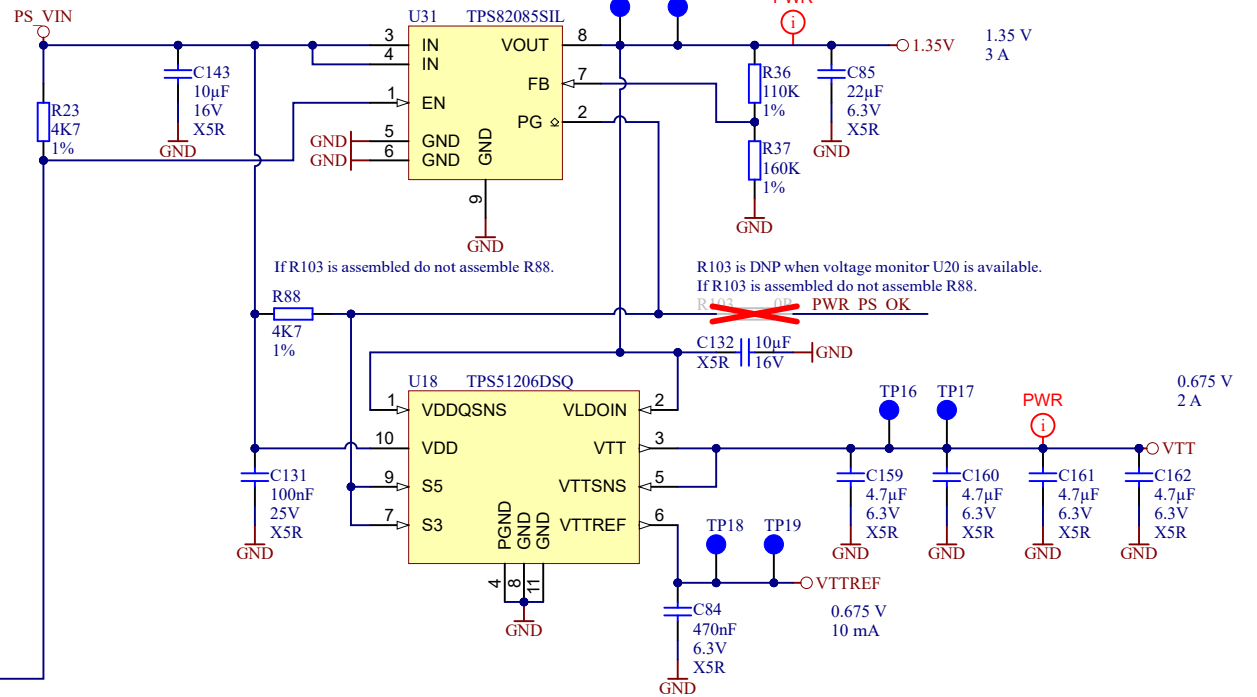 PS_VIN
U31 TPS82085SIL
PWR
3 IN
4 IN
1 EN
5 GND
6 GND
GND
9
VOUT 8
FB 7
PG 2
GND
GND
GND
i
1.35V
1.35 V
3 A
C143
10µF
16V
X5R
GND
R23
4K7
1%
R36
110K
1%
R37
160K
1%
GND
C85
22µF
6.3V
X5R
GND
If R103 is assembled do not assemble R88.
R103 is DNP when voltage monitor U20 is available.
If R103 is assembled do not assemble R88.
R103 0R PWR_PS_OK
R88
4K7
1%
C132 10µF
X5R 16V
GND
U18 TPS51206DSQ
1 VDDQSNS
10 VDD
9 S5
7 S3
VLDOIN 2
VTT 3
VTTSNS 5
VTTREF 6
PGND
GND
GND
4
8
11
GND
C131
100nF
25V
X5R
GND
TP16
TP17
PWR
i
0.675 V
2 A
VTT
C159
4.7µF
6.3V
X5R
GND
C160
4.7µF
6.3V
X5R
GND
C161
4.7µF
6.3V
X5R
GND
C162
4.7µF
6.3V
X5R
GND
TP18
TP19
VTTREF
0.675 V
10 mA
C84
470nF
6.3V
X5R
GND